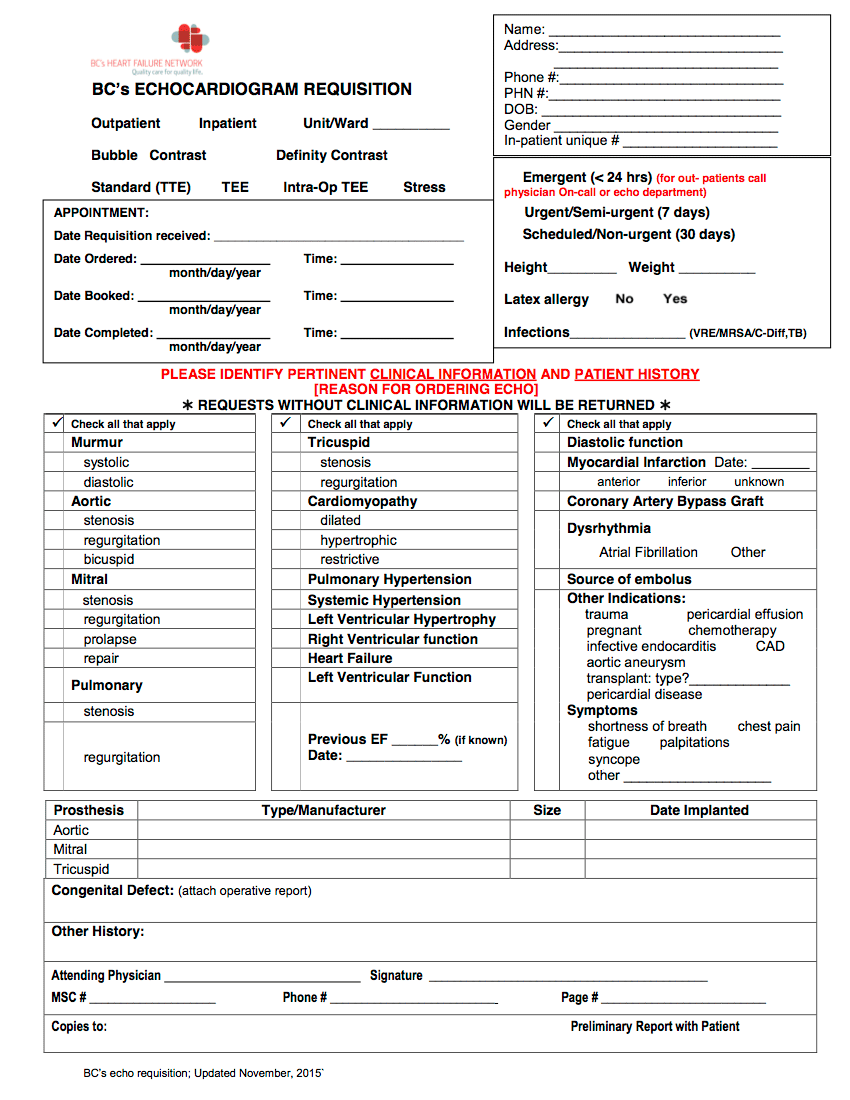 BC's HEART FAILURE NETWORK
Quality care for quality life.
BC's ECHOCARDIOGRAM REQUISITION
Outpatient Inpatient Unit/Ward __________
Bubble Contrast Definity Contrast
Standard (TTE) TEE Intra-Op TEE Stress
Name: ______________________________
Address:_____________________________
_____________________________
Phone #:____________________________
PHN #:______________________________
DOB: _______________________________
Gender _____________________________
In-patient unique # ____________________
Emergent (< 24 hrs) (for out- patients call
physician On-call or echo department)
Urgent/Semi-urgent (7 days)
Scheduled/Non-urgent (30 days)
Height_________ Weight __________
Latex allergy No Yes
Infections_______________ (VRE/MRSA/C-Diff,TB)
APPOINTMENT:
Date Requisition received: __________________________________
Date Ordered: _________________ Time: _______________
month/day/year
Date Booked: _________________ Time: _______________
month/day/year
Date Completed: _______________ Time: _______________
month/day/year
PLEASE IDENTIFY PERTINENT CLINICAL INFORMATION AND PATIENT HISTORY
[REASON FOR ORDERING ECHO]
∗ REQUESTS WITHOUT CLINICAL INFORMATION WILL BE RETURNED ∗
✓ Check all that apply
Murmur
systolic
diastolic
Aortic
stenosis
regurgitation
bicuspid
Mitral
stenosis
regurgitation
prolapse
repair
Pulmonary
stenosis
regurgitation
✓ Check all that apply
Tricuspid
stenosis
regurgitation
Cardiomyopathy
dilated
hypertrophic
restrictive
Pulmonary Hypertension
Systemic Hypertension
Left Ventricular Hypertrophy
Right Ventricular function
Heart Failure
Left Ventricular Function
Previous EF ______% (if known)
Date: _______________
✓ Check all that apply
Diastolic function
Myocardial Infarction Date: ________
anterior inferior unknown
Coronary Artery Bypass Graft
Dysrhythmia
Atrial Fibrillation Other
Source of embolus
Other Indications:
trauma pericardial effusion
pregnant chemotherapy
infective endocarditis CAD
aortic aneurysm
transplant: type?_____________
pericardial disease
Symptoms
shortness of breath chest pain
fatigue palpitations
syncope
other ___________________
Prosthesis Type/Manufacturer Size Date Implanted
Aortic
Mitral
Tricuspid
Congenital Defect: (attach operative report)
Other History:
Attending Physician ____________________________ Signature ________________________________________
MSC # __________________ Phone # ________________________ Page # ________________________
Copies to: Preliminary Report with Patient
BC's echo requisition; Updated November, 2015`